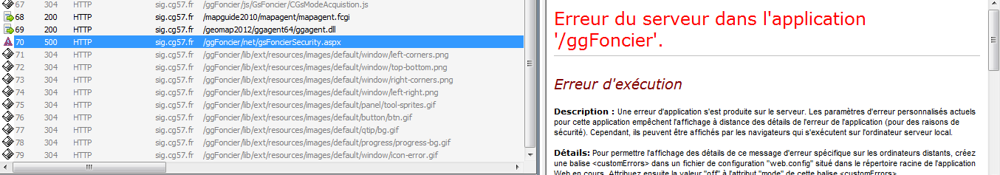 67 304 HTTP sig.cg57.fr /ggFoncier/js/GsFoncier/CGsModeAcquistion.js
68 200 HTTP sig.cg57.fr /mapguide2010/mapagent/mapagent.fcgi
69 200 HTTP sig.cg57.fr /geomap2012/ggagent64/ggagent.dll
70 500 HTTP sig.cg57.fr /ggFoncier/net/gsFoncierSecurity.aspx
71 304 HTTP sig.cg57.fr /ggFoncier/lib/ext/resources/images/default/window/left-corners.png
72 304 HTTP sig.cg57.fr /ggFoncier/lib/ext/resources/images/default/window/top-bottom.png
73 304 HTTP sig.cg57.fr /ggFoncier/lib/ext/resources/images/default/window/right-corners.png
74 304 HTTP sig.cg57.fr /ggFoncier/lib/ext/resources/images/default/window/left-right.png
75 304 HTTP sig.cg57.fr /ggFoncier/lib/ext/resources/images/default/panel/tool-sprites.gif
76 304 HTTP sig.cg57.fr /ggFoncier/lib/ext/resources/images/default/button/btn.gif
77 304 HTTP sig.cg57.fr /ggFoncier/lib/ext/resources/images/default/qtip/bg.gif
78 304 HTTP sig.cg57.fr /ggFoncier/lib/ext/resources/images/default/progress/progress-bg.gif
79 304 HTTP sig.cg57.fr /ggFoncier/lib/ext/resources/images/default/window/icon-error.gif
Erreur du serveur dans l'application
'/ggFoncier'.
Erreur d'exécution
Description : Une erreur d'application s'est produite sur le serveur. Les paramètres d'erreur personnalisés actuels
pour cette application empêchent l'affichage à distance des détails de l'erreur de l'application (pour des raisons de
sécurité). Cependant, ils peuvent être affichés par les navigateurs qui s'exécutent sur l'ordinateur serveur local.
Détails: Pour permettre l'affichage des détails de ce message d'erreur spécifique sur les ordinateurs distants, créez
une balise <customErrors> dans un fichier de configuration "web.config" situé dans le répertoire racine de l'application
Web en cours. Attribuez ensuite la valeur "off" à l'attribut "mode" de cette balise <customErrors>.